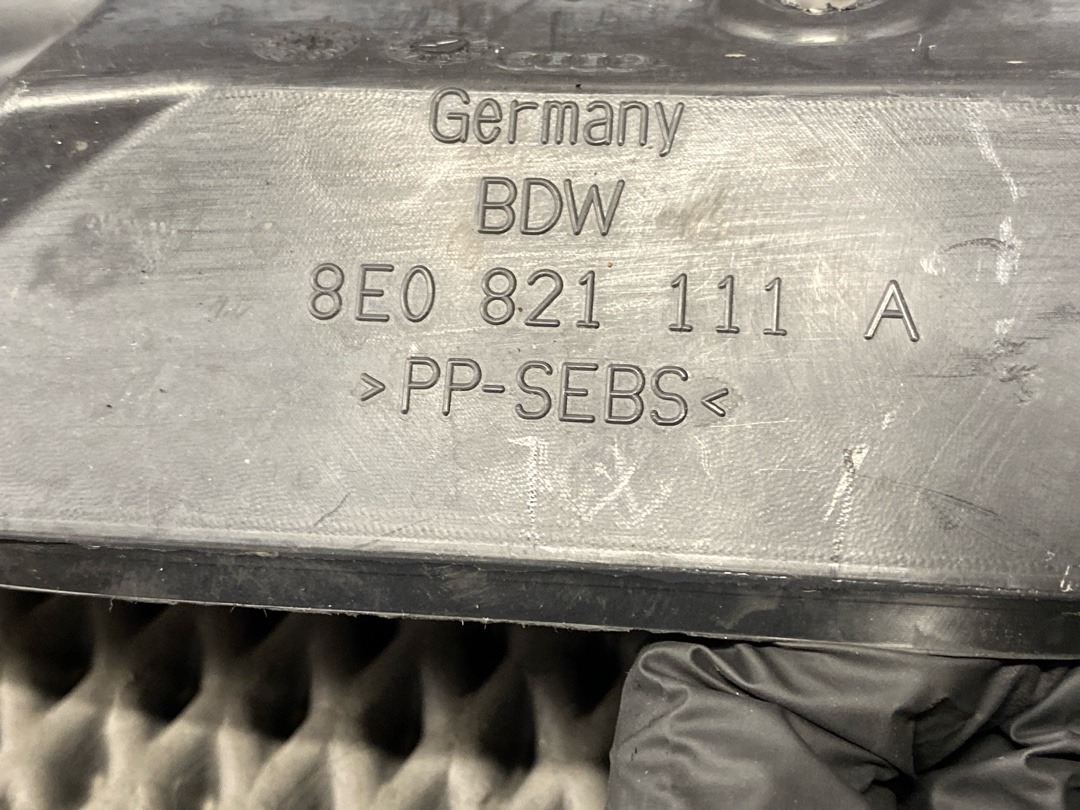 Germany
BDW
8E0 821 111 A
>PP-SEBS<